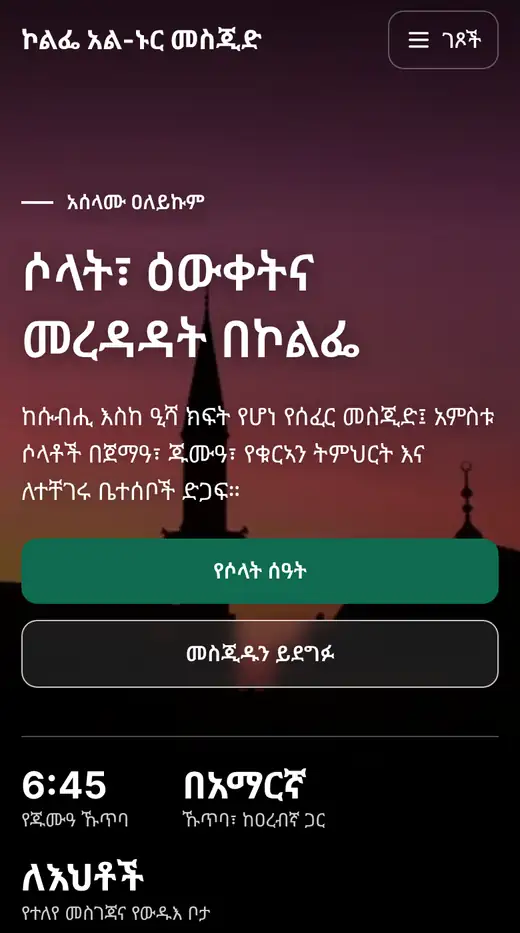 ኮልፌ አል-ኑር መስጂድ
ገጾች
አሰላሙ ዐለይኩም
ሶላት፣ ዕውቀትና
መረዳዳት በኮልፌ
ከሱብሒ እስከ ዒሻ ክፍት የሆነ የሰፈር መስጂድ፤ አምስቱ
ሶላቶች በጀማዓ፣ ጁሙዓ፣ የቁርኣን ትምህርት እና
ለተቸገሩ ቤተሰቦች ድጋፍ።
የሶላት ሰዓት
መስጂዱን ይደግፉ
6:45
የጁሙዓ ኹጥባ
በአማርኛ
ኹጥባ፣ ከዐረብኛ ጋር
ለእህቶች
የተለየ መስገጃና የውዱእ ቦታ